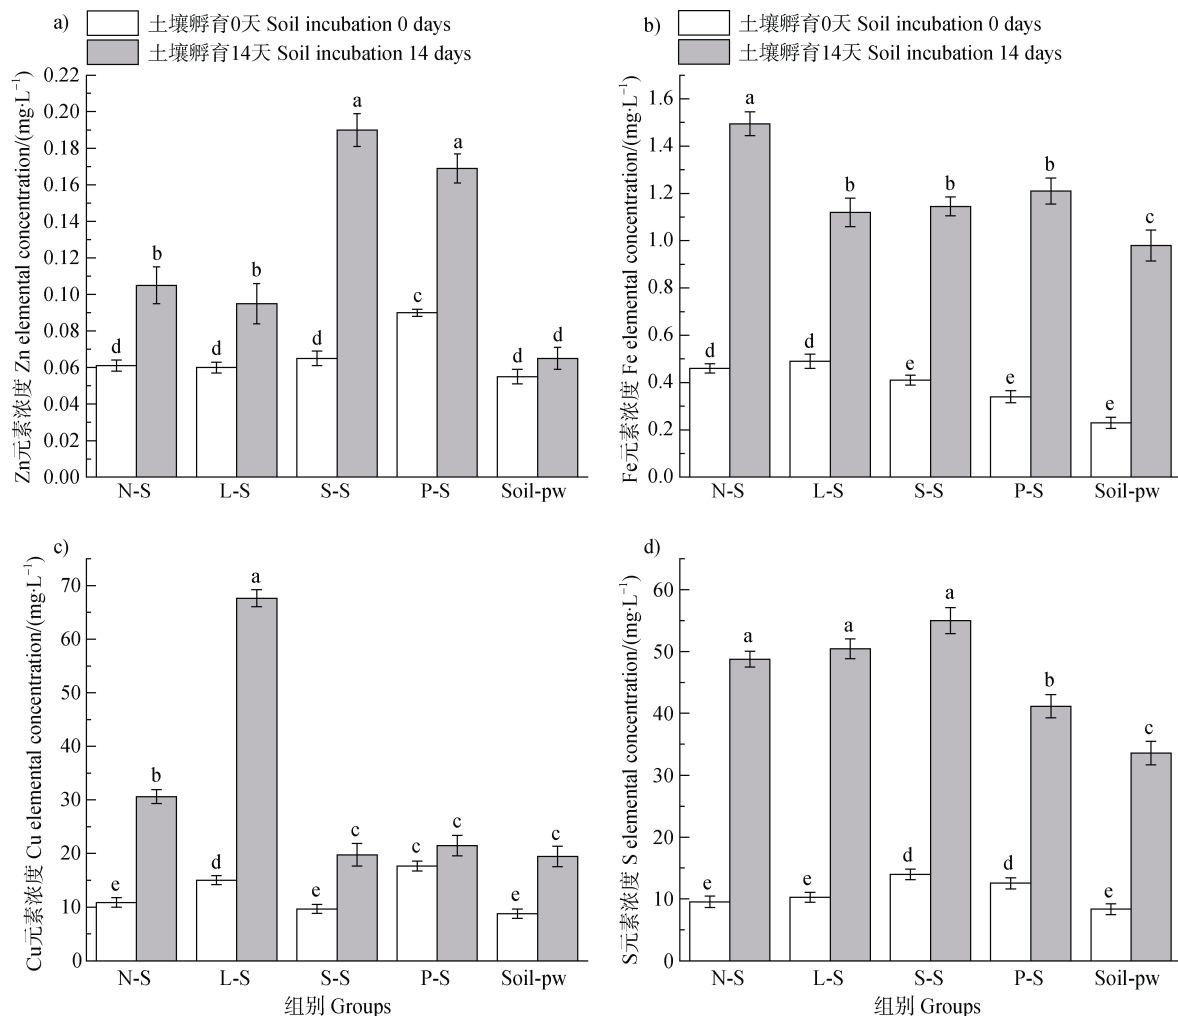 a)
土壤孵育0天 Soil incubation 0 days
土壤孵育14天 Soil incubation 14 days
Zn元素浓度 Zn elemental concentration/(mg·L⁻¹)
0.22
0.20
0.18
0.16
0.14
0.12
0.10
0.08
0.06
0.04
0.02
0.00
d b d b d a c a d d
N-S L-S S-S P-S Soil-pw
b)
土壤孵育0天 Soil incubation 0 days
土壤孵育14天 Soil incubation 14 days
Fe元素浓度 Fe elemental concentration/(mg·L⁻¹)
1.6
1.4
1.2
1.0
0.8
0.6
0.4
0.2
0.0
d a d b e b e b e c
N-S L-S S-S P-S Soil-pw
c)
Cu元素浓度 Cu elemental concentration/(mg·L⁻¹)
70
60
50
40
30
20
10
0
e b d a e c c c e c
N-S L-S S-S P-S Soil-pw
组别 Groups
d)
S元素浓度 S elemental concentration/(mg·L⁻¹)
60
50
40
30
20
10
0
e a e a d a d b e c
N-S L-S S-S P-S Soil-pw
组别 Groups